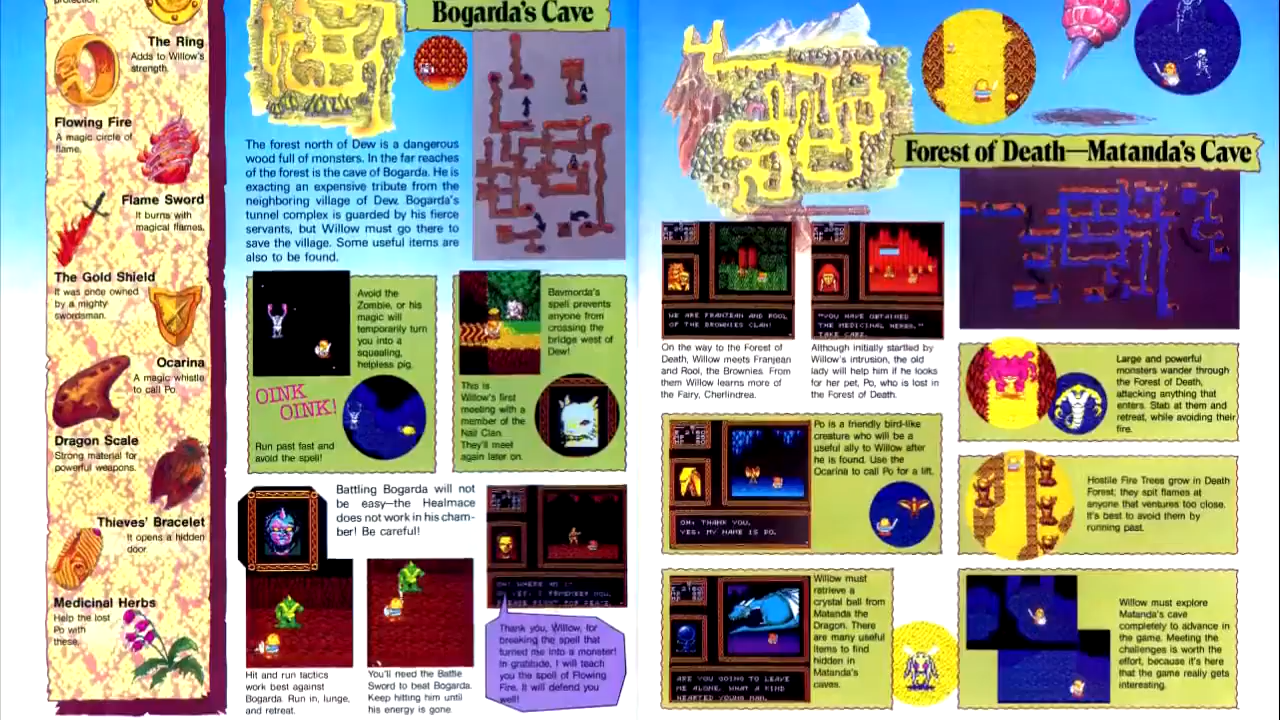 protection.
The Ring
Adds to Willow's
strength.
Flowing Fire
A magic circle of
flame.
Flame Sword
It burns with
magical flames.
The Gold Shield
It was once owned
by a mighty
swordsman.
Ocarina
A magic whistle
to call Po
Dragon Scale
Strong material for
powerful weapons.
Thieves' Bracelet
It opens a hidden
door.
Medicinal Herbs
Help the lost
Po with
these.
Bogarda's Cave
The forest north of Dew is a dangerous
wood full of monsters. In the far reaches
of the forest is the cave of Bogarda. He is
exacting an expensive tribute from the
neighboring village of Dew. Bogarda's
tunnel complex is guarded by his fierce
servants, but Willow must go there to
save the village. Some useful items are
also to be found.
A
A
Avoid the
Zombie, or his
magic will
temporarily turn
you into a
squealing,
helpless pig.
OINK
OINK!
Run past fast and
avoid the spell!
Bavmorda's
spell prevents
anyone from
crossing the
bridge west of
Dew!
This is
Willow's first
meeting with a
member of the
Nail Clan.
They'll meet
again later on.
Battling Bogarda will not
be easy—the Healmace
does not work in his cham-
ber! Be careful!
OH! WHERE AM I?
OH YES, I REMEMBER NOW.
PLEASE FIGHT FOR PEACE.
Hit and run tactics
work best against
Bogarda. Run in, lunge,
and retreat.
You'll need the Battle
Sword to beat Bogarda.
Keep hitting him until
his energy is gone.
Thank you, Willow, for
breaking the spell that
turned me into a monster!
In gratitude, I will teach
you the spell of Flowing
Fire. It will defend you
well!
Forest of Death—Matanda's Cave
WE ARE FRANJEAN AND ROOL
OF THE BROWNIES CLAN!
"YOU HAVE OBTAINED
THE MEDICINAL HERBS."
TAKE CARE.
On the way to the Forest of
Death, Willow meets Franjean
and Rool, the Brownies. From
them Willow learns more of
the Fairy, Cherlindrea.
Although initially startled by
Willow's intrusion, the old
lady will help him if he looks
for her pet, Po, who is lost in
the Forest of Death.
Large and powerful
monsters wander through
the Forest of Death,
attacking anything that
enters. Stab at them and
retreat, while avoiding their
fire.
Po is a friendly bird-like
creature who will be a
useful ally to Willow after
he is found. Use the
Ocarina to call Po for a lift.
OH, THANK YOU.
YES, MY NAME IS PO.
Hostile Fire Trees grow in Death
Forest; they spit flames at
anyone that ventures too close.
It's best to avoid them by
running past.
Willow must
retrieve a
crystal ball from
Matanda the
Dragon. There
are many useful
items to find
hidden in
Matanda's
caves.
ARE YOU GOING TO LEAVE
ME ALONE, WHAT A KIND
HEARTED YOUNG MAN.
Willow must explore
Matanda's cave
completely to advance in
the game. Meeting the
challenges is worth the
effort, because it's here
that the game really gets
interesting.